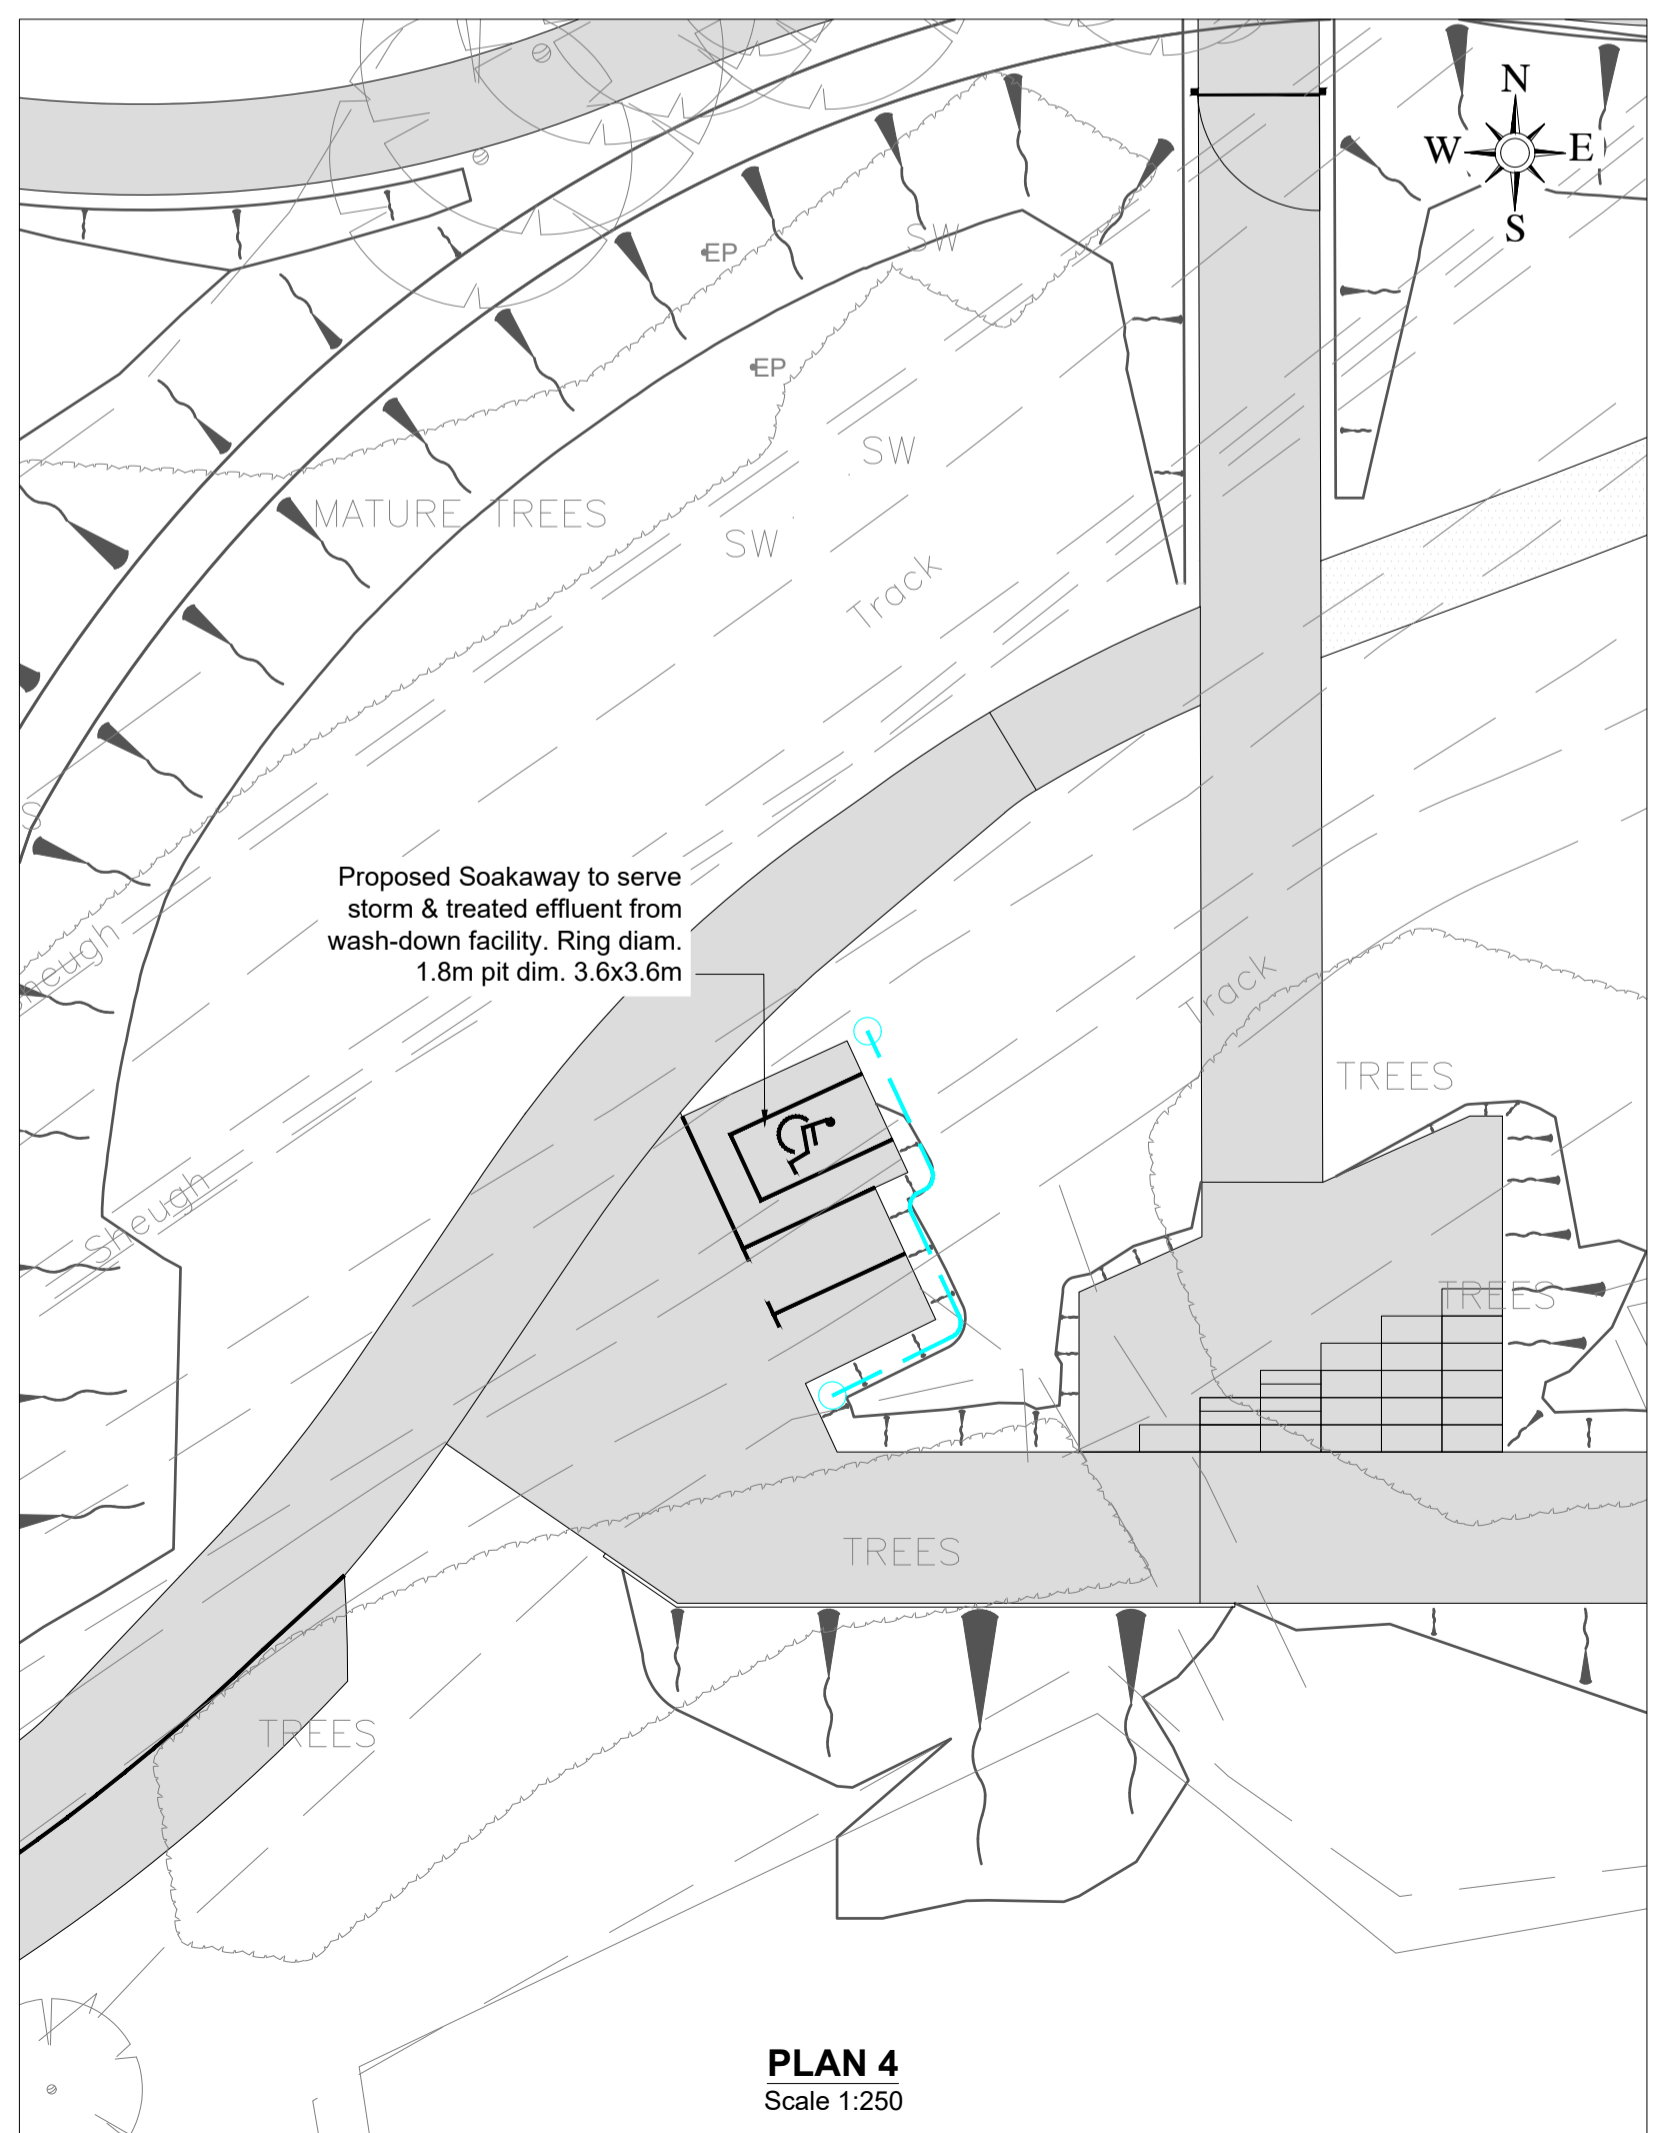 N
W E
S
SW
EP
EP
SW
MATURE TREES
SW
Track
S
Proposed Soakaway to serve
storm & treated effluent from
wash-down facility. Ring diam.
1.8m pit dim. 3.6x3.6m
Sheugh
Track
TREES
Sheugh
TREES
TREES
TREES
PLAN 4
Scale 1:250